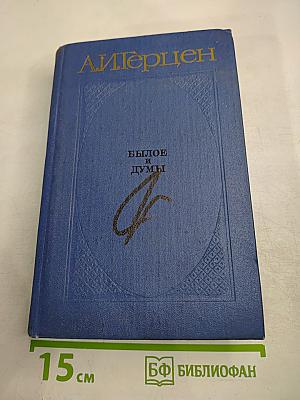 А.И.Герцен
БЫЛОЕ
и
ДУМЫ
15 см
БФ БИБЛИОФАН